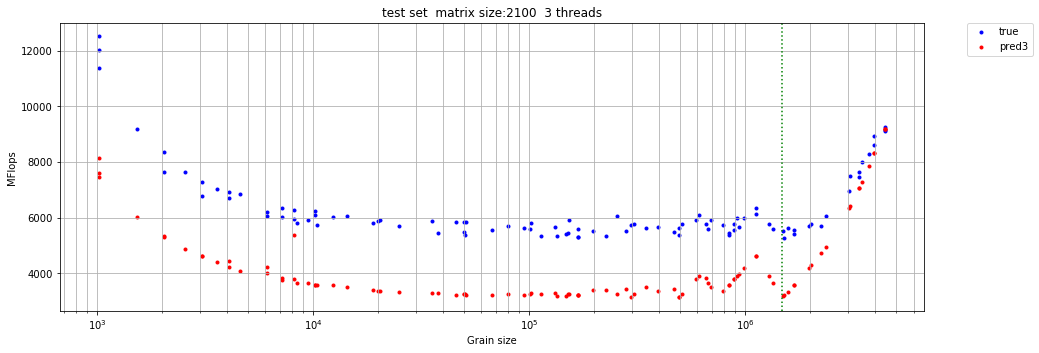 test set  matrix size:2100  3 threads
true
pred3
12000
10000
8000
6000
4000
MFlops
10³
10⁴
10⁵
10⁶
Grain size